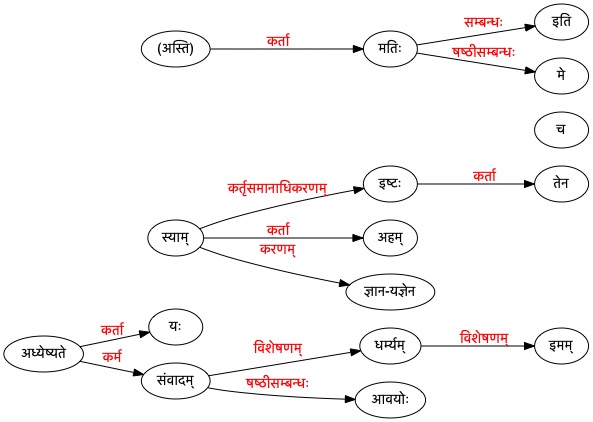 सम्बन्धः
इति
(अस्ति)
कर्ता
मतिः
षष्ठीसम्बन्धः
मे
च
कर्तृसमानाधिकरणम्
इष्टः
कर्ता
तेन
स्याम्
कर्ता
अहम्
करणम्
ज्ञान-यज्ञेन
कर्ता
यः
अध्येष्यते
कर्म
संवादम्
विशेषणम्
धर्म्यम्
विशेषणम्
इमम्
षष्ठीसम्बन्धः
आवयोः